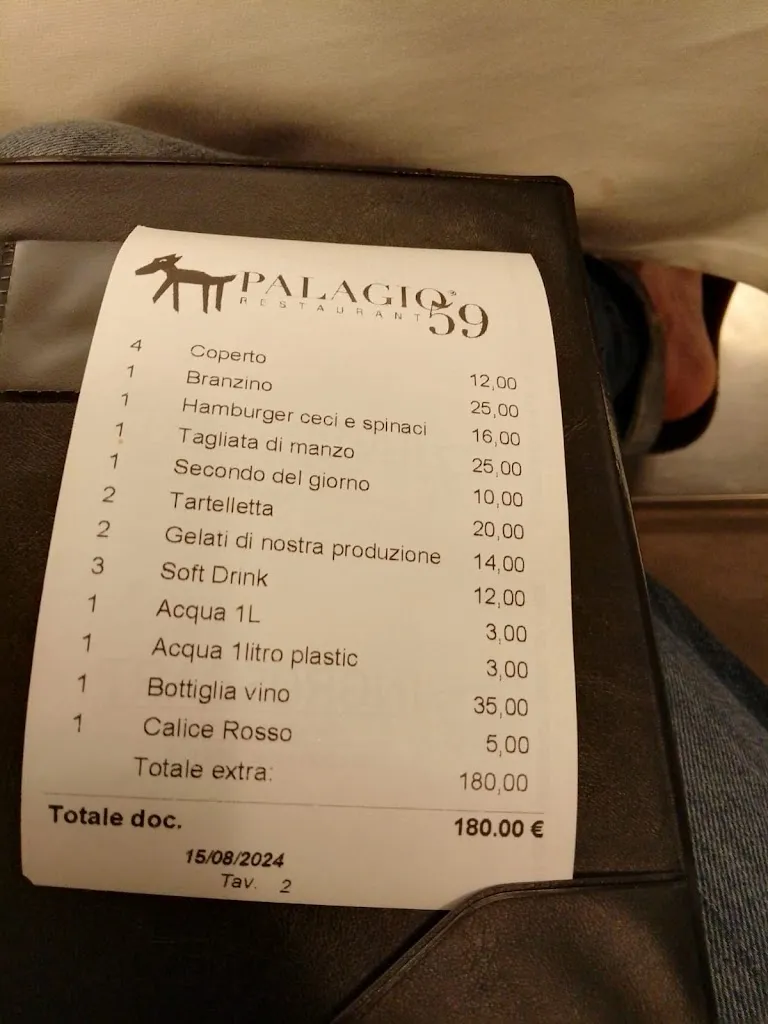 PALAGIO®
59
RESTAURANT
4 Coperto 12,00
1 Branzino 25,00
1 Hamburger ceci e spinaci 16,00
1 Tagliata di manzo 25,00
1 Secondo del giorno 10,00
2 Tartelletta 20,00
2 Gelati di nostra produzione 14,00
3 Soft Drink 12,00
1 Acqua 1L 3,00
1 Acqua 1litro plastic 3,00
1 Bottiglia vino 35,00
1 Calice Rosso 5,00
Totale extra: 180,00
Totale doc. 180.00 €
15/08/2024
Tav. 2